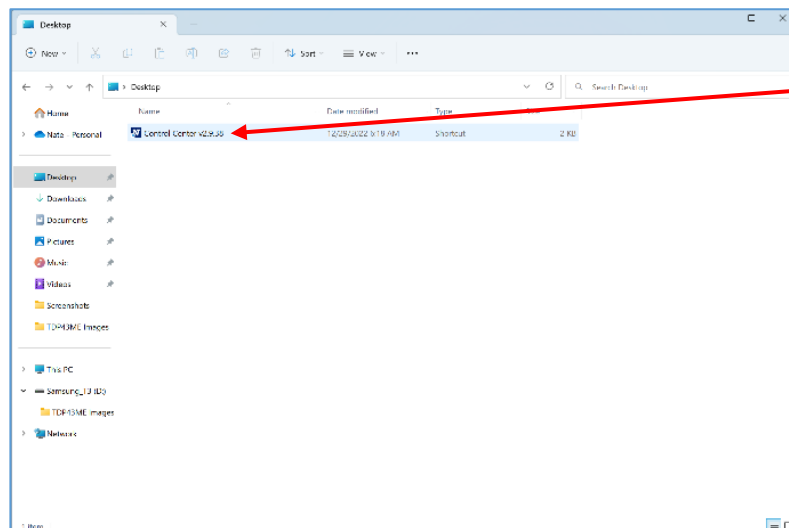 Desktop
New Sort View
Desktop Search Desktop
Name Date modified Type
Control Center v2.9.38 12/29/2022 6:19 AM Shortcut 2 KB
Home
Nate - Personal
Desktop
Downloads
Documents
Pictures
Music
Videos
Screenshots
TDP43ME Images
This PC
Samsung_T3 (D:)
TDP43ME Images
Network
1 item